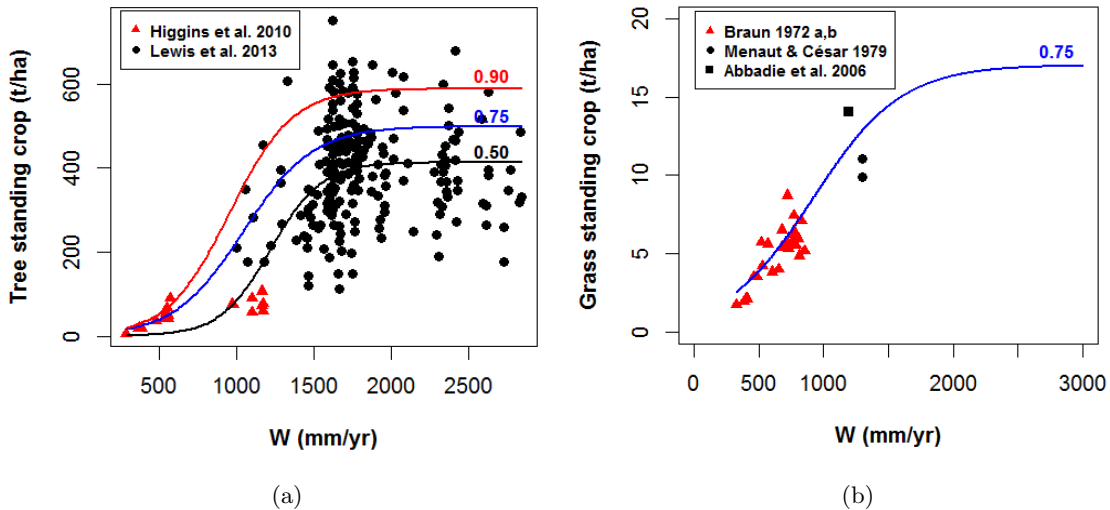 Higgins et al. 2010
Lewis et al. 2013
Tree standing crop (t/ha)
0
200
400
600
0.90
0.75
0.50
500
1000
1500
2000
2500
W (mm/yr)
(a)
Braun 1972 a,b
Menaut & César 1979
Abbadie et al. 2006
Grass standing crop (t/ha)
0
5
10
15
20
0.75
0
500
1000
2000
3000
W (mm/yr)
(b)